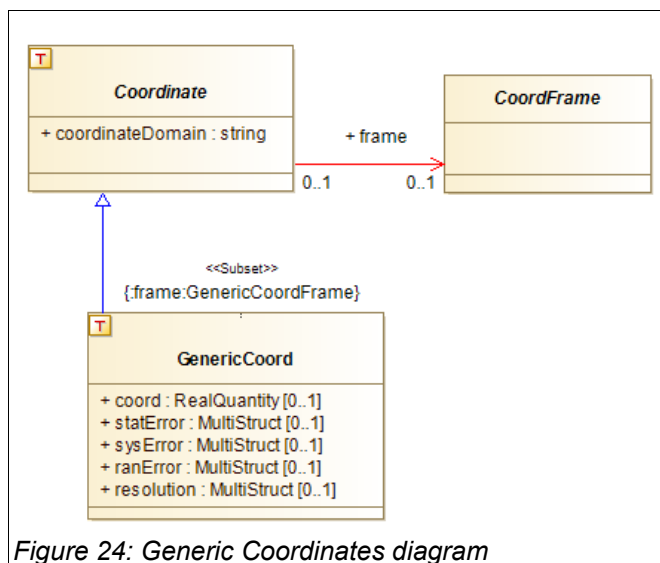 T
Coordinate
CoordFrame
+ coordinateDomain : string
+ frame
0..1
0..1
<<Subset>>
{:frame:GenericCoordFrame}
T
GenericCoord
+ coord : RealQuantity [0..1]
+ statError : MultiStruct [0..1]
+ sysError : MultiStruct [0..1]
+ ranError : MultiStruct [0..1]
+ resolution : MultiStruct [0..1]
Figure 24: Generic Coordinates diagram